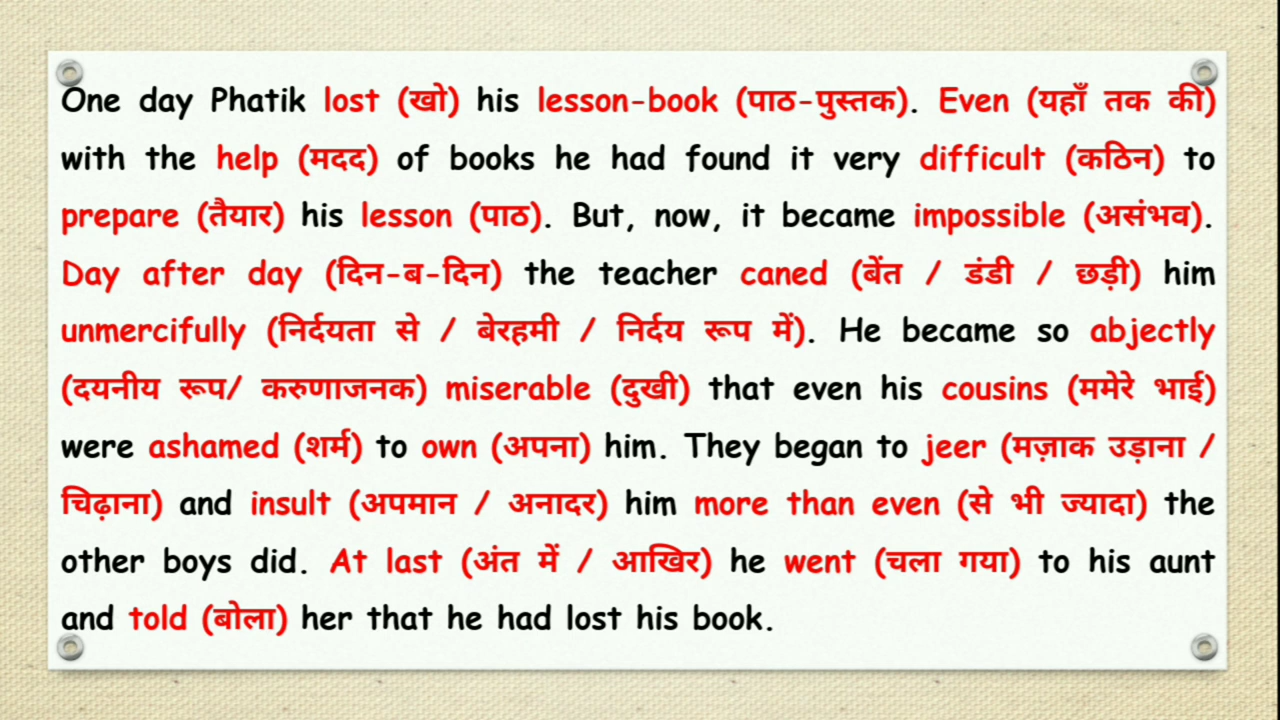 One day Phatik lost (खो) his lesson-book (पाठ-पुस्तक). Even (यहाँ तक की)
with the help (मदद) of books he had found it very difficult (कठिन) to
prepare (तैयार) his lesson (पाठ). But, now, it became impossible (असंभव).
Day after day (दिन-ब-दिन) the teacher caned (बेंत / डंडी / छड़ी) him
unmercifully (निर्दयता से / बेरहमी / निर्दय रूप में). He became so abjectly
(दयनीय रूप/ करुणाजनक) miserable (दुखी) that even his cousins (ममेरे भाई)
were ashamed (शर्म) to own (अपना) him. They began to jeer (मज़ाक उड़ाना /
चिढ़ाना) and insult (अपमान / अनादर) him more than even (से भी ज्यादा) the
other boys did. At last (अंत में / आखिर) he went (चला गया) to his aunt
and told (बोला) her that he had lost his book.